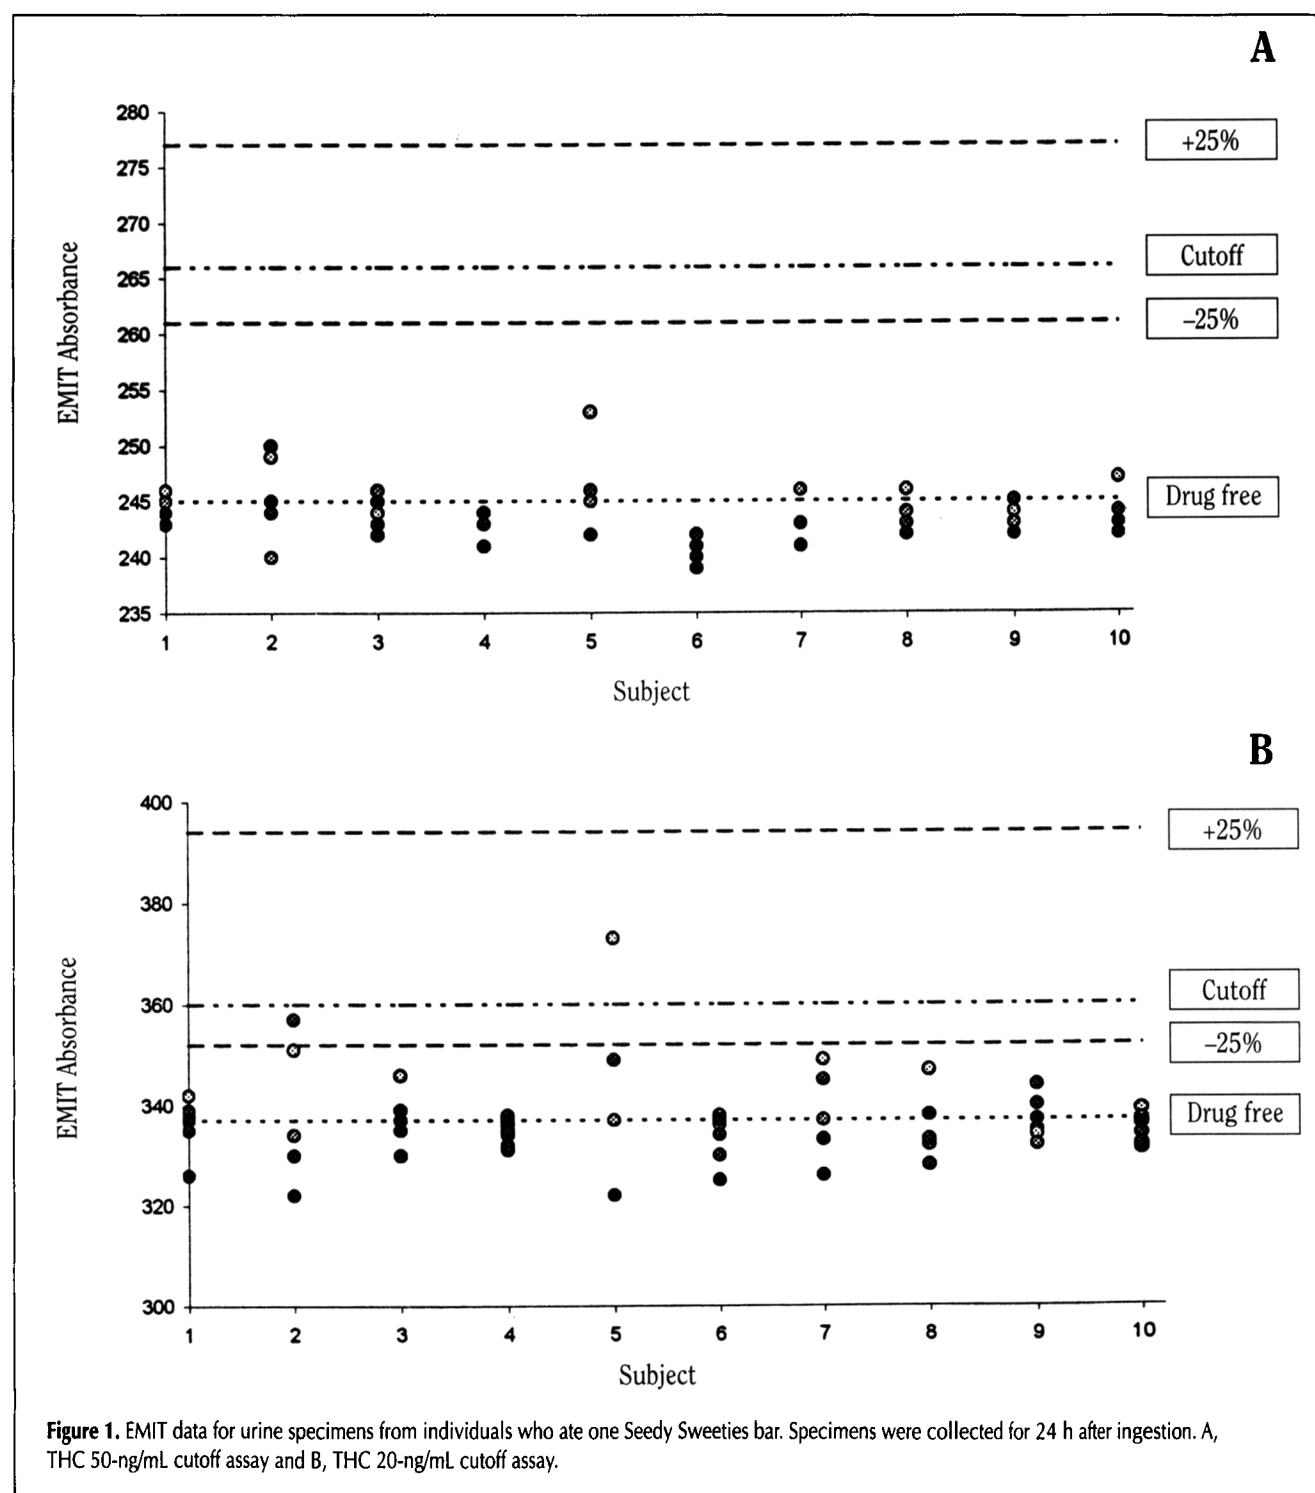 A
280
275
270
265
260
255
250
245
240
235
EMIT Absorbance
+25%
Cutoff
–25%
Drug free
1 2 3 4 5 6 7 8 9 10
Subject
B
400
380
360
340
320
300
EMIT Absorbance
+25%
Cutoff
–25%
Drug free
1 2 3 4 5 6 7 8 9 10
Subject
Figure 1. EMIT data for urine specimens from individuals who ate one Seedy Sweeties bar. Specimens were collected for 24 h after ingestion. A,
THC 50-ng/mL cutoff assay and B, THC 20-ng/mL cutoff assay.